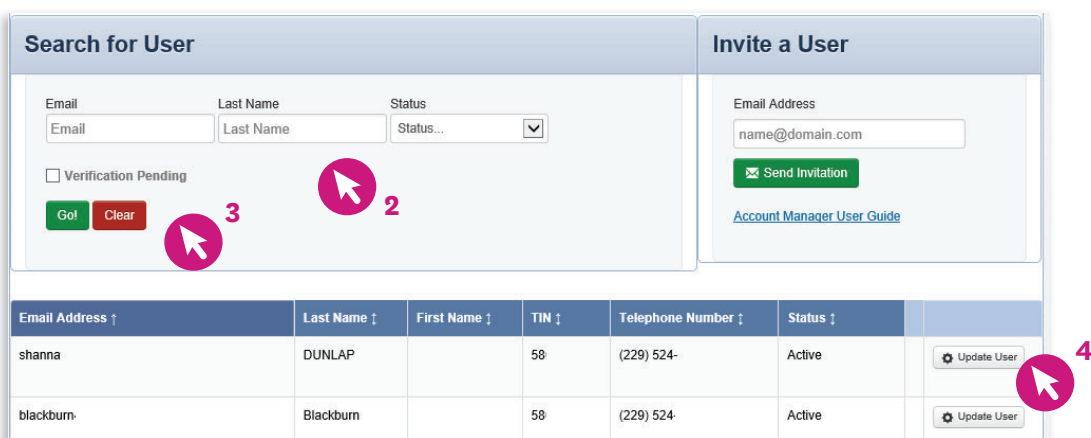 Search for User
Invite a User
Email
Last Name
Status
Email
Last Name
Status...
Verification Pending
Go!
Clear
3
2
Email Address
name@domain.com
Send Invitation
Account Manager User Guide
Email Address ↑ Last Name ↕ First Name ↕ TIN ↕ Telephone Number ↕ Status ↕
shanna DUNLAP 58 (229) 524- Active Update User
4
blackburn Blackburn 58 (229) 524- Active Update User